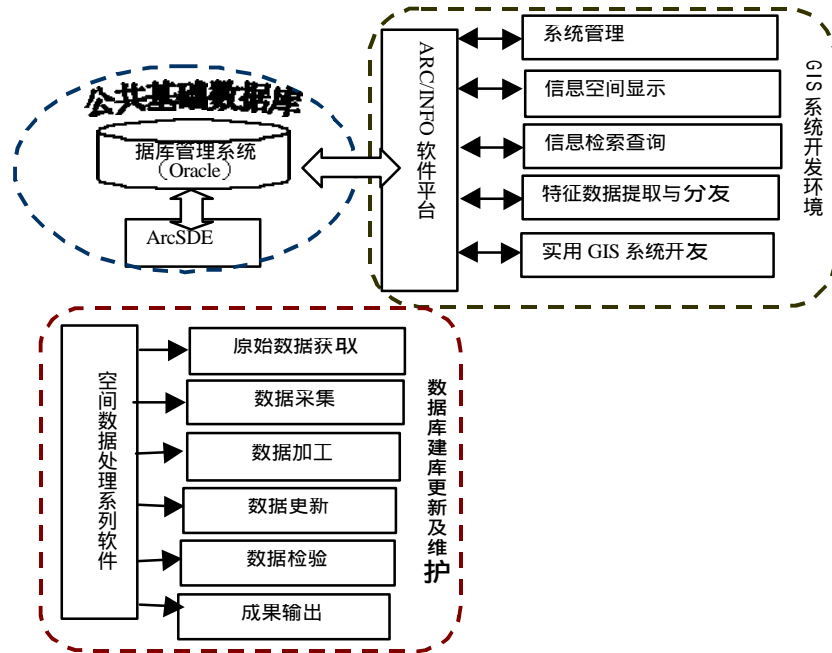 公共基础数据库
据库管理系统
（Oracle）
ArcSDE
ARC/INFO 软件平台
系统管理
信息空间显示
信息检索查询
特征数据提取与分发
实用 GIS 系统开发
GIS 系统开发环境
空间数据处理系列软件
原始数据获取
数据采集
数据加工
数据更新
数据检验
成果输出
数据库建库更新及维护